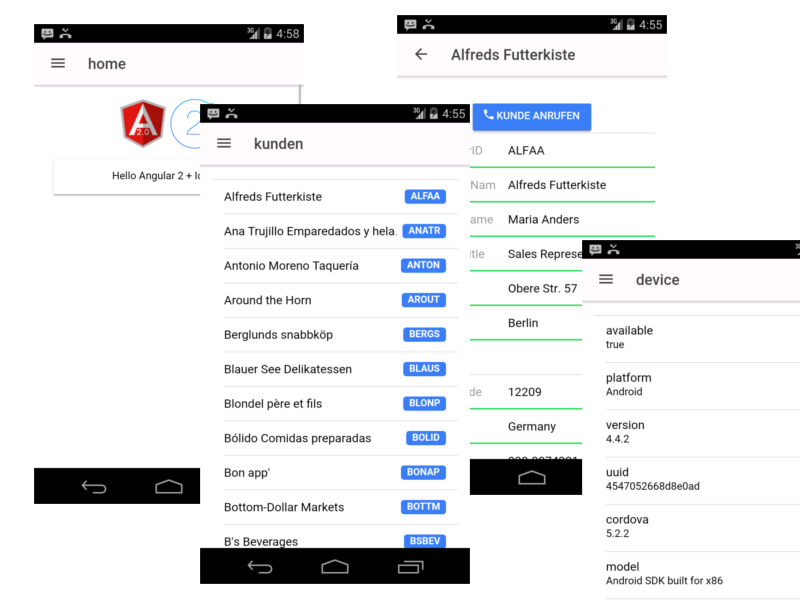 3G 4:58
home
2.0
2
Hello Angular 2 +
3G 4:55
Alfreds Futterkiste
KUNDE ANRUFEN
ID ALFAA
Nam Alfreds Futterkiste
ame Maria Anders
itle Sales Represe
Obere Str. 57
Berlin
de 12209
Germany
3G 4:55
kunden
Alfreds Futterkiste ALFAA
Ana Trujillo Emparedados y hela. ANATR
Antonio Moreno Taquería ANTON
Around the Horn AROUT
Berglunds snabbköp BERGS
Blauer See Delikatessen BLAUS
Blondel père et fils BLONP
Bólido Comidas preparadas BOLID
Bon app' BONAP
Bottom-Dollar Markets BOTTM
B's Beverages BSBEV
device
available
true
platform
Android
version
4.4.2
uuid
4547052668d8e0ad
cordova
5.2.2
model
Android SDK built for x86